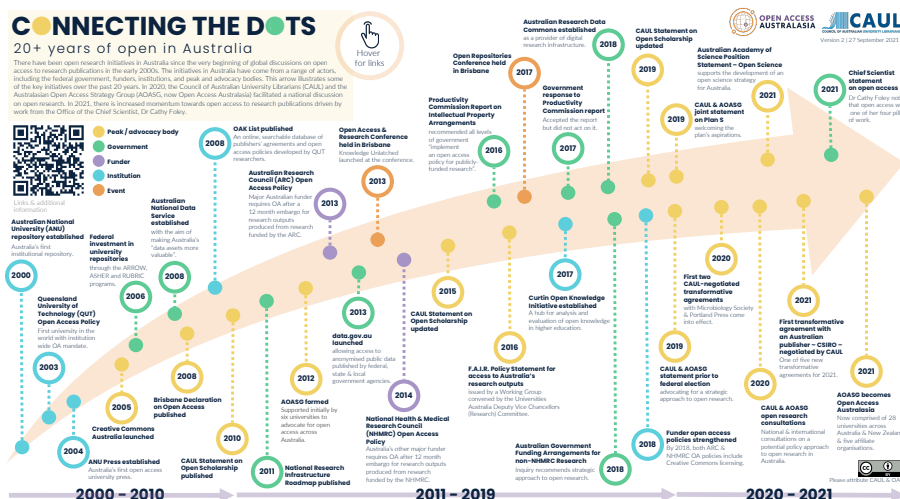 CONNECTING THE DOTS
20+ years of open in Australia
There have been open research initiatives in Australia since the very beginning of global discussions on open
access to research publications in the early 2000s. The initiatives in Australia have come from a range of actors,
including the federal government, funders, institutions, and peak and advocacy bodies. This arrow illustrates some
of the key initiatives over the past 20 years. In 2020, the Council of Australian University Librarians (CAUL) and the
Australasian Open Access Strategy Group (AOASG, now Open Access Australasia) facilitated a national discussion
on open research. In 2021, there is increased momentum towards open access to research publications driven by
work from the Office of the Chief Scientist, Dr Cathy Foley.
Hover
for links
OPEN ACCESS
AUSTRALASIA
CAUL
COUNCIL OF AUSTRALIAN UNIVERSITY LIBRARIANS
Version 2 | 27 September 2021
Links & additional
information
Peak / advocacy body
Government
Funder
Institution
Event
2000
Australian National
University (ANU)
repository established
Australia's first
institutional repository.
2003
Queensland
University of
Technology (QUT)
Open Access Policy
First university in the
world with institution
wide OA mandate.
2004
ANU Press established
Australia's first open access
university press.
2005
Creative Commons
Australia launched
2006
Federal
investment in
university
repositories
through the ARROW,
ASHER and RUBRIC
programs.
2008
Australian
National Data
Service
established
with the aim of
making Australia's
"data assets more
valuable".
2008
Brisbane Declaration
on Open Access
published
2008
OAK List published
An online, searchable database of
publishers' agreements and open
access policies developed by QUT
researchers.
2010
CAUL Statement on
Open Scholarship
published
2011
National Research
Infrastructure
Roadmap published
2012
AOASG formed
Supported initially by
six universities to
advocate for open
access across
Australia.
2013
Australian Research
Council (ARC) Open
Access Policy
Major Australian funder
requires OA after a
12 month embargo for
research outputs
produced from research
funded by the ARC.
2013
Open Access &
Research Conference
held in Brisbane
Knowledge Unlatched
launched at the conference.
2013
data.gov.au
launched
allowing access to
anonymised public data
published by federal,
state & local
government agencies.
2014
National Health & Medical
Research Council
(NHMRC) Open Access
Policy
Australia's other major funder
requires OA after 12 month
embargo for research outputs
produced from research
funded by the NHMRC.
2015
CAUL Statement on
Open Scholarship
updated
2016
Productivity
Commission Report on
Intellectual Property
Arrangements
recommended all levels
of government
"implement
an open access
policy for publicly-
funded research".
2016
F.A.I.R. Policy Statement for
access to Australia's
research outputs
issued by a Working Group
convened by the Universities
Australia Deputy Vice Chancellors
(Research) Committee.
2017
Open Repositories
Conference held
in Brisbane
2017
Government
response to
Productivity
Commission report
Accepted the report
but did not act on it.
2017
Curtin Open Knowledge
Initiative established
A hub for analysis and
evaluation of open knowledge
in higher education.
2018
Australian Research Data
Commons established
as a provider of digital
research infrastructure.
2018
Australian Government
Funding Arrangements for
non-NHMRC Research
Inquiry recommends strategic
approach to open research.
2018
Funder open access
policies strengthened
By 2018, both ARC &
NHMRC OA policies include
Creative Commons licensing.
2019
CAUL Statement on
Open Scholarship
updated
2019
CAUL & AOASG
joint statement
on Plan S
welcoming the
plan's aspirations.
2019
CAUL & AOASG
statement prior to
federal election
advocating for a strategic
approach to open research.
2020
First two
CAUL-negotiated
transformative
agreements
with Microbiology Society
& Portland Press come
into effect.
2020
CAUL & AOASG
open research
consultations
National & international
consultations on a
potential policy approach
to open research in
Australia.
2021
Australian Academy of
Science Position
Statement – Open Science
supports the development of an
open science strategy
for Australia.
2021
First transformative
agreement with
an Australian
publisher – CSIRO –
negotiated by CAUL
One of five new
transformative
agreements for 2021.
2021
Chief Scientist
statement
on open access
Dr Cathy Foley
that open access
one of her four
of work.
2021
AOASG becomes
Open Access
Australasia
Now comprised of 28
universities across
Australia & New
& five affiliate
organisations.
CC BY
Please attribute CAUL &
2000 – 2010
2011 – 2019
2020 – 2021